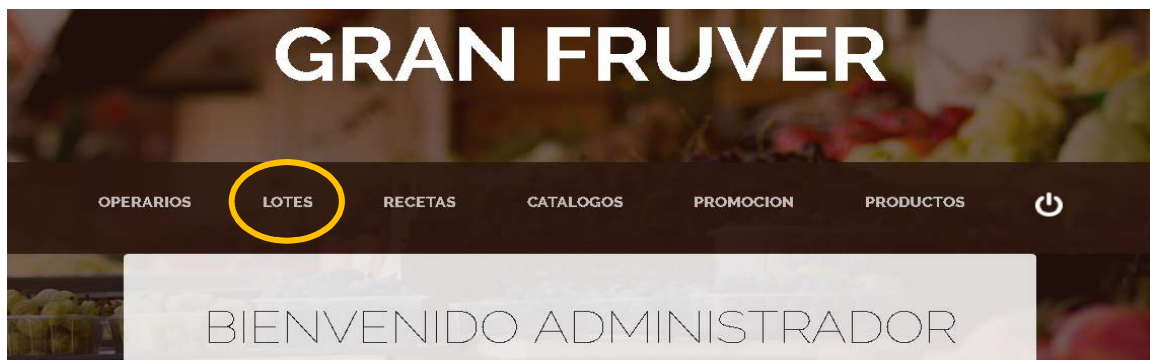 GRAN FRUVER
OPERARIOS LOTES RECETAS CATALOGOS PROMOCION PRODUCTOS
BIENVENIDO ADMINISTRADOR